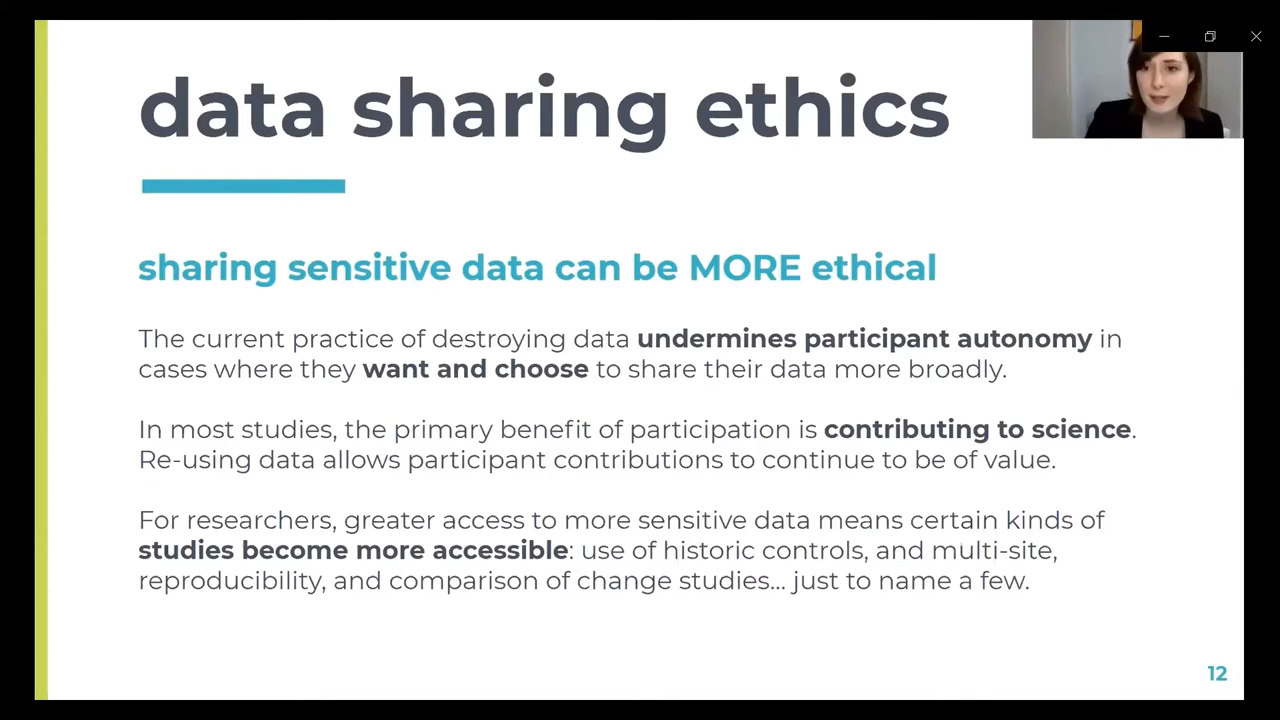 data sharing ethics
sharing sensitive data can be MORE ethical
The current practice of destroying data undermines participant autonomy in
cases where they want and choose to share their data more broadly.
In most studies, the primary benefit of participation is contributing to science.
Re-using data allows participant contributions to continue to be of value.
For researchers, greater access to more sensitive data means certain kinds of
studies become more accessible: use of historic controls, and multi-site,
reproducibility, and comparison of change studies... just to name a few.
12